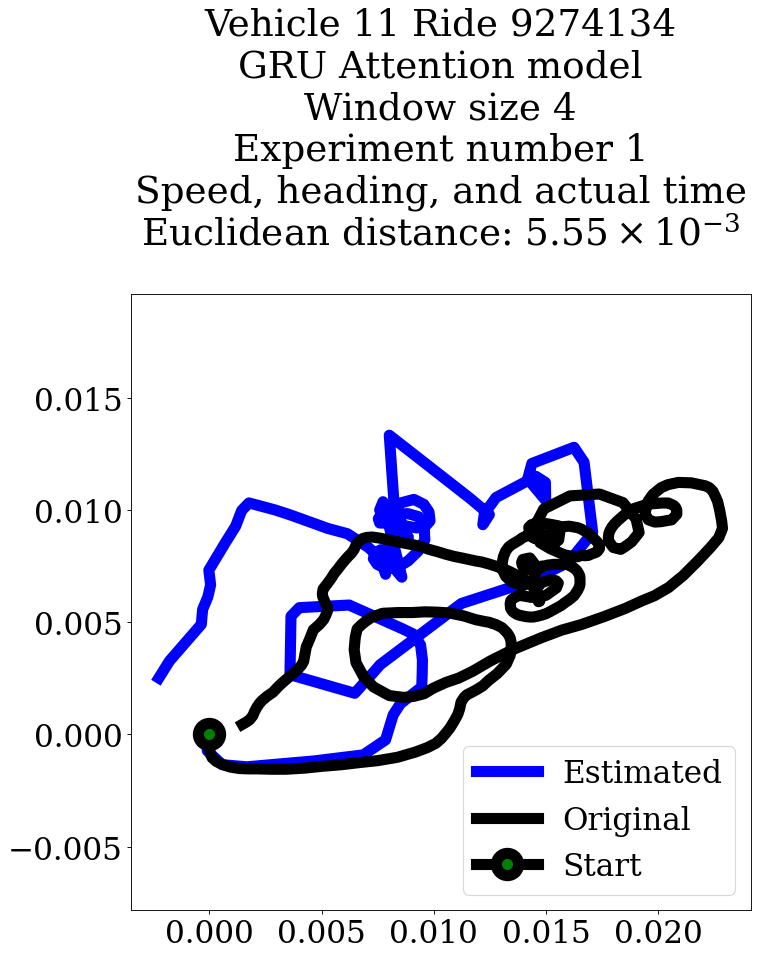 Vehicle 11 Ride 9274134
GRU Attention model
Window size 4
Experiment number 1
Speed, heading, and actual time
Euclidean distance: 5.55 × 10⁻³
0.015
0.010
0.005
0.000
−0.005
Estimated
Original
Start
0.000 0.005 0.010 0.015 0.020